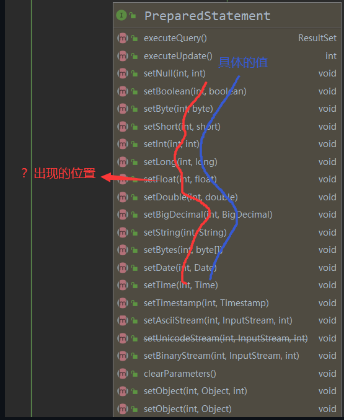 PreparedStatement
executeQuery() ResultSet
executeUpdate() int
setNull(int, int) void
具体的值
setBoolean(int, boolean) void
setByte(int, byte) void
setShort(int, short) void
setInt(int, int) void
setLong(int, long) void
? 出现的位置
setFloat(int, float) void
setDouble(int, double) void
setBigDecimal(int, BigDecimal) void
setString(int, String) void
setBytes(int, byte[]) void
setDate(int, Date) void
setTime(int, Time) void
setTimestamp(int, Timestamp) void
setAsciiStream(int, InputStream, int) void
setUnicodeStream(int, InputStream, int) void
setBinaryStream(int, InputStream, int) void
clearParameters() void
setObject(int, Object, int) void
setObject(int, Object) void